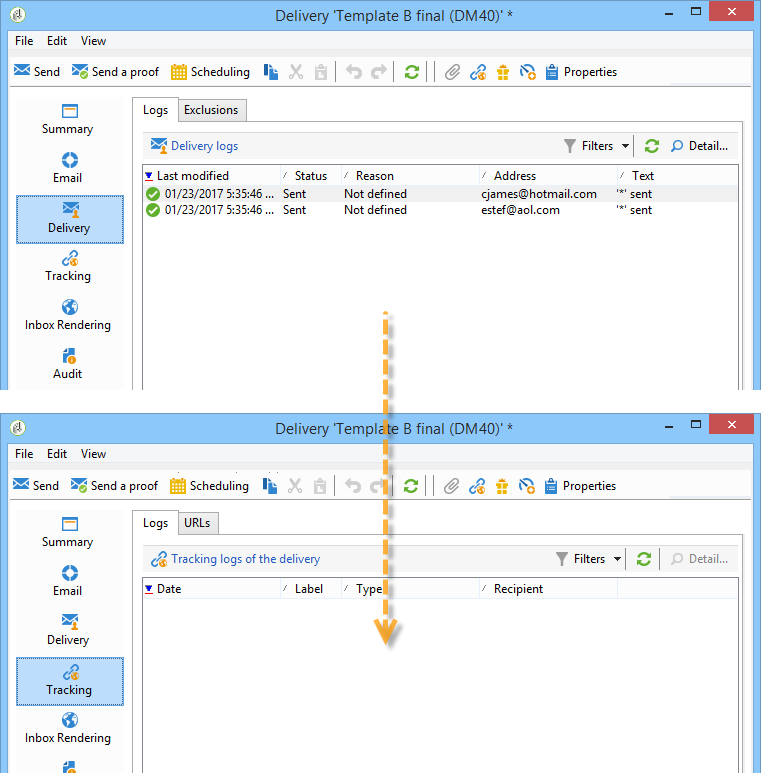 Delivery 'Template B final (DM40)' *
File Edit View
Send Send a proof Scheduling Properties
Logs Exclusions
Summary
Email
Delivery
Tracking
Inbox Rendering
Audit
Delivery logs Filters Detail...
Last modified Status Reason Address Text
01/23/2017 5:35:46 ... Sent Not defined cjames@hotmail.com '*' sent
01/23/2017 5:35:46 ... Sent Not defined estef@aol.com '*' sent
Delivery 'Template B final (DM40)' *
File Edit View
Send Send a proof Scheduling Properties
Logs URLs
Summary
Email
Delivery
Tracking
Inbox Rendering
Tracking logs of the delivery Filters Detail...
Date Label Type Recipient